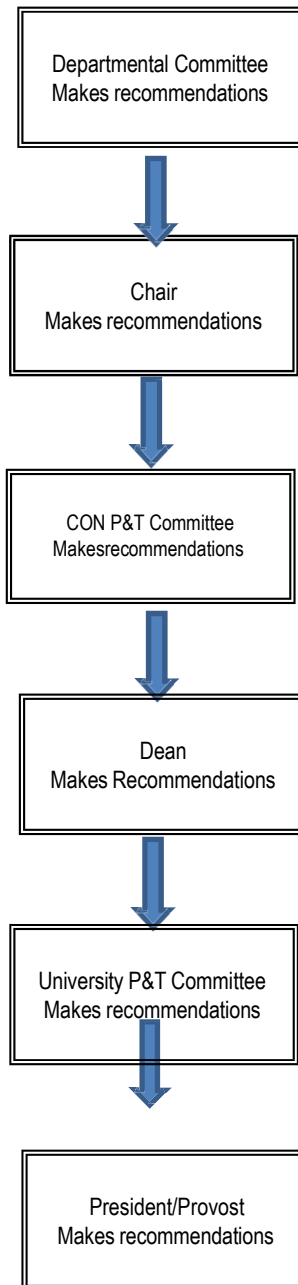 Departmental Committee
Makes recommendations
Chair
Makes recommendations
CON P&T Committee
Makesrecommendations
Dean
Makes Recommendations
University P&T Committee
Makes recommendations
President/Provost
Makes recommendations